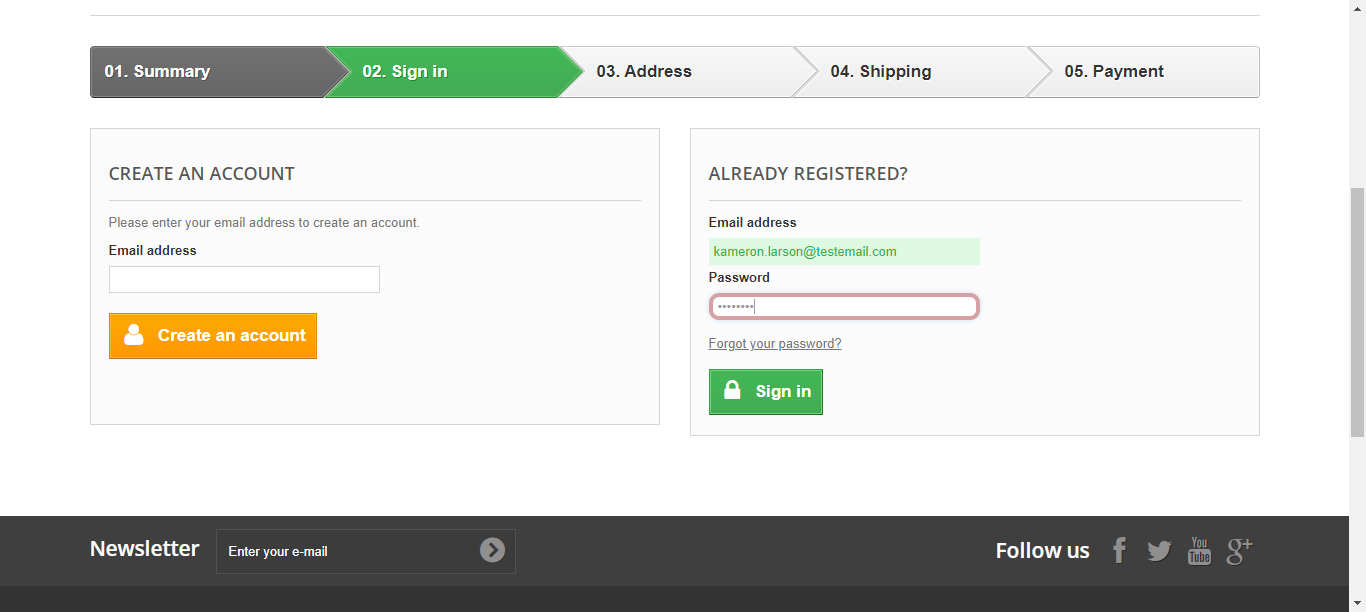 01. Summary
02. Sign in
03. Address
04. Shipping
05. Payment
CREATE AN ACCOUNT
Please enter your email address to create an account.
Email address
Create an account
ALREADY REGISTERED?
Email address
kameron.larson@testemail.com
Password
••••••••
Forgot your password?
Sign in
Newsletter
Enter your e-mail
Follow us
You
Tube
g+